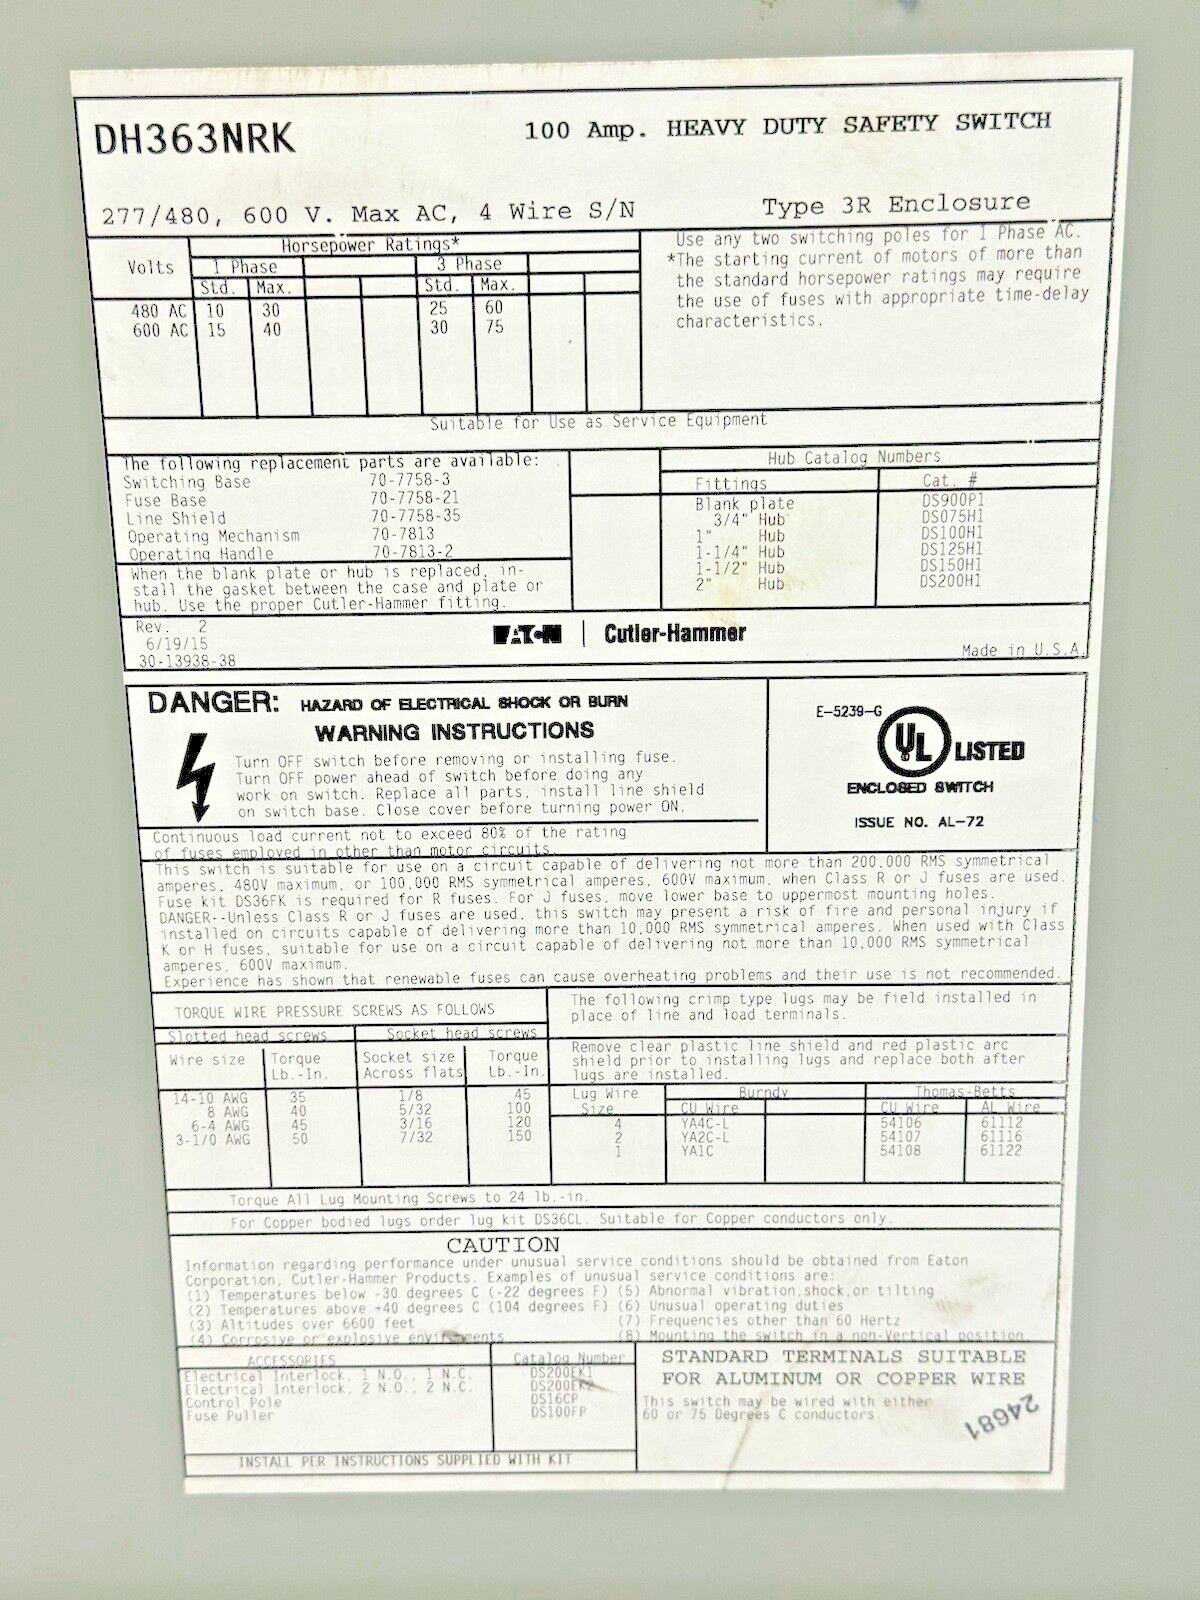 DH363NRK
100 Amp. HEAVY DUTY SAFETY SWITCH
277/480, 600 V. Max AC, 4 Wire S/N
Type 3R Enclosure
Volts
Horsepower Ratings*
1 Phase
3 Phase
Std. Max.
Std. Max.
480 AC 10 30 25 60
600 AC 15 40 30 75
Use any two switching poles for 1 Phase AC.
*The starting current of motors of more than
the standard horsepower ratings may require
the use of fuses with appropriate time-delay
characteristics.
Suitable for Use as Service Equipment
The following replacement parts are available:
Switching Base 70-7758-3
Fuse Base 70-7758-21
Line Shield 70-7758-35
Operating Mechanism 70-7813
Operating Handle 70-7813-2
When the blank plate or hub is replaced, in-
stall the gasket between the case and plate or
hub. Use the proper Cutler-Hammer fitting.
Hub Catalog Numbers
Fittings Cat. #
Blank plate DS900P1
3/4" Hub DS075H1
1" Hub DS100H1
1-1/4" Hub DS125H1
1-1/2" Hub DS150H1
2" Hub DS200H1
Rev. 2
6/19/15
30-13938-38
EATON | Cutler-Hammer
Made in U.S.A.
DANGER: HAZARD OF ELECTRICAL SHOCK OR BURN
WARNING INSTRUCTIONS
Turn OFF switch before removing or installing fuse.
Turn OFF power ahead of switch before doing any
work on switch. Replace all parts, install line shield
on switch base. Close cover before turning power ON.
Continuous load current not to exceed 80% of the rating
of fuses employed in other than motor circuits.
E-5239-G
UL LISTED
ENCLOSED SWITCH
ISSUE NO. AL-72
This switch is suitable for use on a circuit capable of delivering not more than 200,000 RMS symmetrical
amperes, 480V maximum, or 100,000 RMS symmetrical amperes, 600V maximum, when Class R or J fuses are used.
Fuse kit DS36FK is required for R fuses. For J fuses, move lower base to uppermost mounting holes.
DANGER--Unless Class R or J fuses are used, this switch may present a risk of fire and personal injury if
installed on circuits capable of delivering more than 10,000 RMS symmetrical amperes. When used with Class
K or H fuses, suitable for use on a circuit capable of delivering not more than 10,000 RMS symmetrical
amperes, 600V maximum.
Experience has shown that renewable fuses can cause overheating problems and their use is not recommended.
TORQUE WIRE PRESSURE SCREWS AS FOLLOWS
Slotted head screws Socket head screws
Wire size Torque Lb.-In. Socket size Across flats Torque Lb.-In.
14-10 AWG 35 1/8 45
8 AWG 40 5/32 100
6-4 AWG 45 3/16 120
3-1/0 AWG 50 7/32 150
The following crimp type lugs may be field installed in
place of line and load terminals.
Remove clear plastic line shield and red plastic arc
shield prior to installing lugs and replace both after
lugs are installed.
Lug Wire Size Burndy Thomas-Betts
CU Wire CU Wire AL Wire
4 YA4C-L 54106 61112
2 YA2C-L 54107 61116
1 YA1C 54108 61122
Torque All Lug Mounting Screws to 24 lb.-in.
For Copper bodied lugs order lug kit DS36CL. Suitable for Copper conductors only.
CAUTION
Information regarding performance under unusual service conditions should be obtained from Eaton
Corporation, Cutler-Hammer Products. Examples of unusual service conditions are:
(1) Temperatures below -30 degrees C (-22 degrees F) (5) Abnormal vibration,shock,or tilting
(2) Temperatures above +40 degrees C (104 degrees F) (6) Unusual operating duties
(3) Altitudes over 6600 feet (7) Frequencies other than 60 Hertz
(4) Corrosive or explosive environments (8) Mounting the switch in a non-Vertical position.
ACCESSORIES Catalog Number
Electrical Interlock, 1 N.O., 1 N.C. DS200EK1
Electrical Interlock, 2 N.O., 2 N.C. DS200EK2
Control Pole DS16CP
Fuse Puller DS100FP
INSTALL PER INSTRUCTIONS SUPPLIED WITH KIT
STANDARD TERMINALS SUITABLE
FOR ALUMINUM OR COPPER WIRE
This switch may be wired with either
60 or 75 Degrees C conductors.
24681